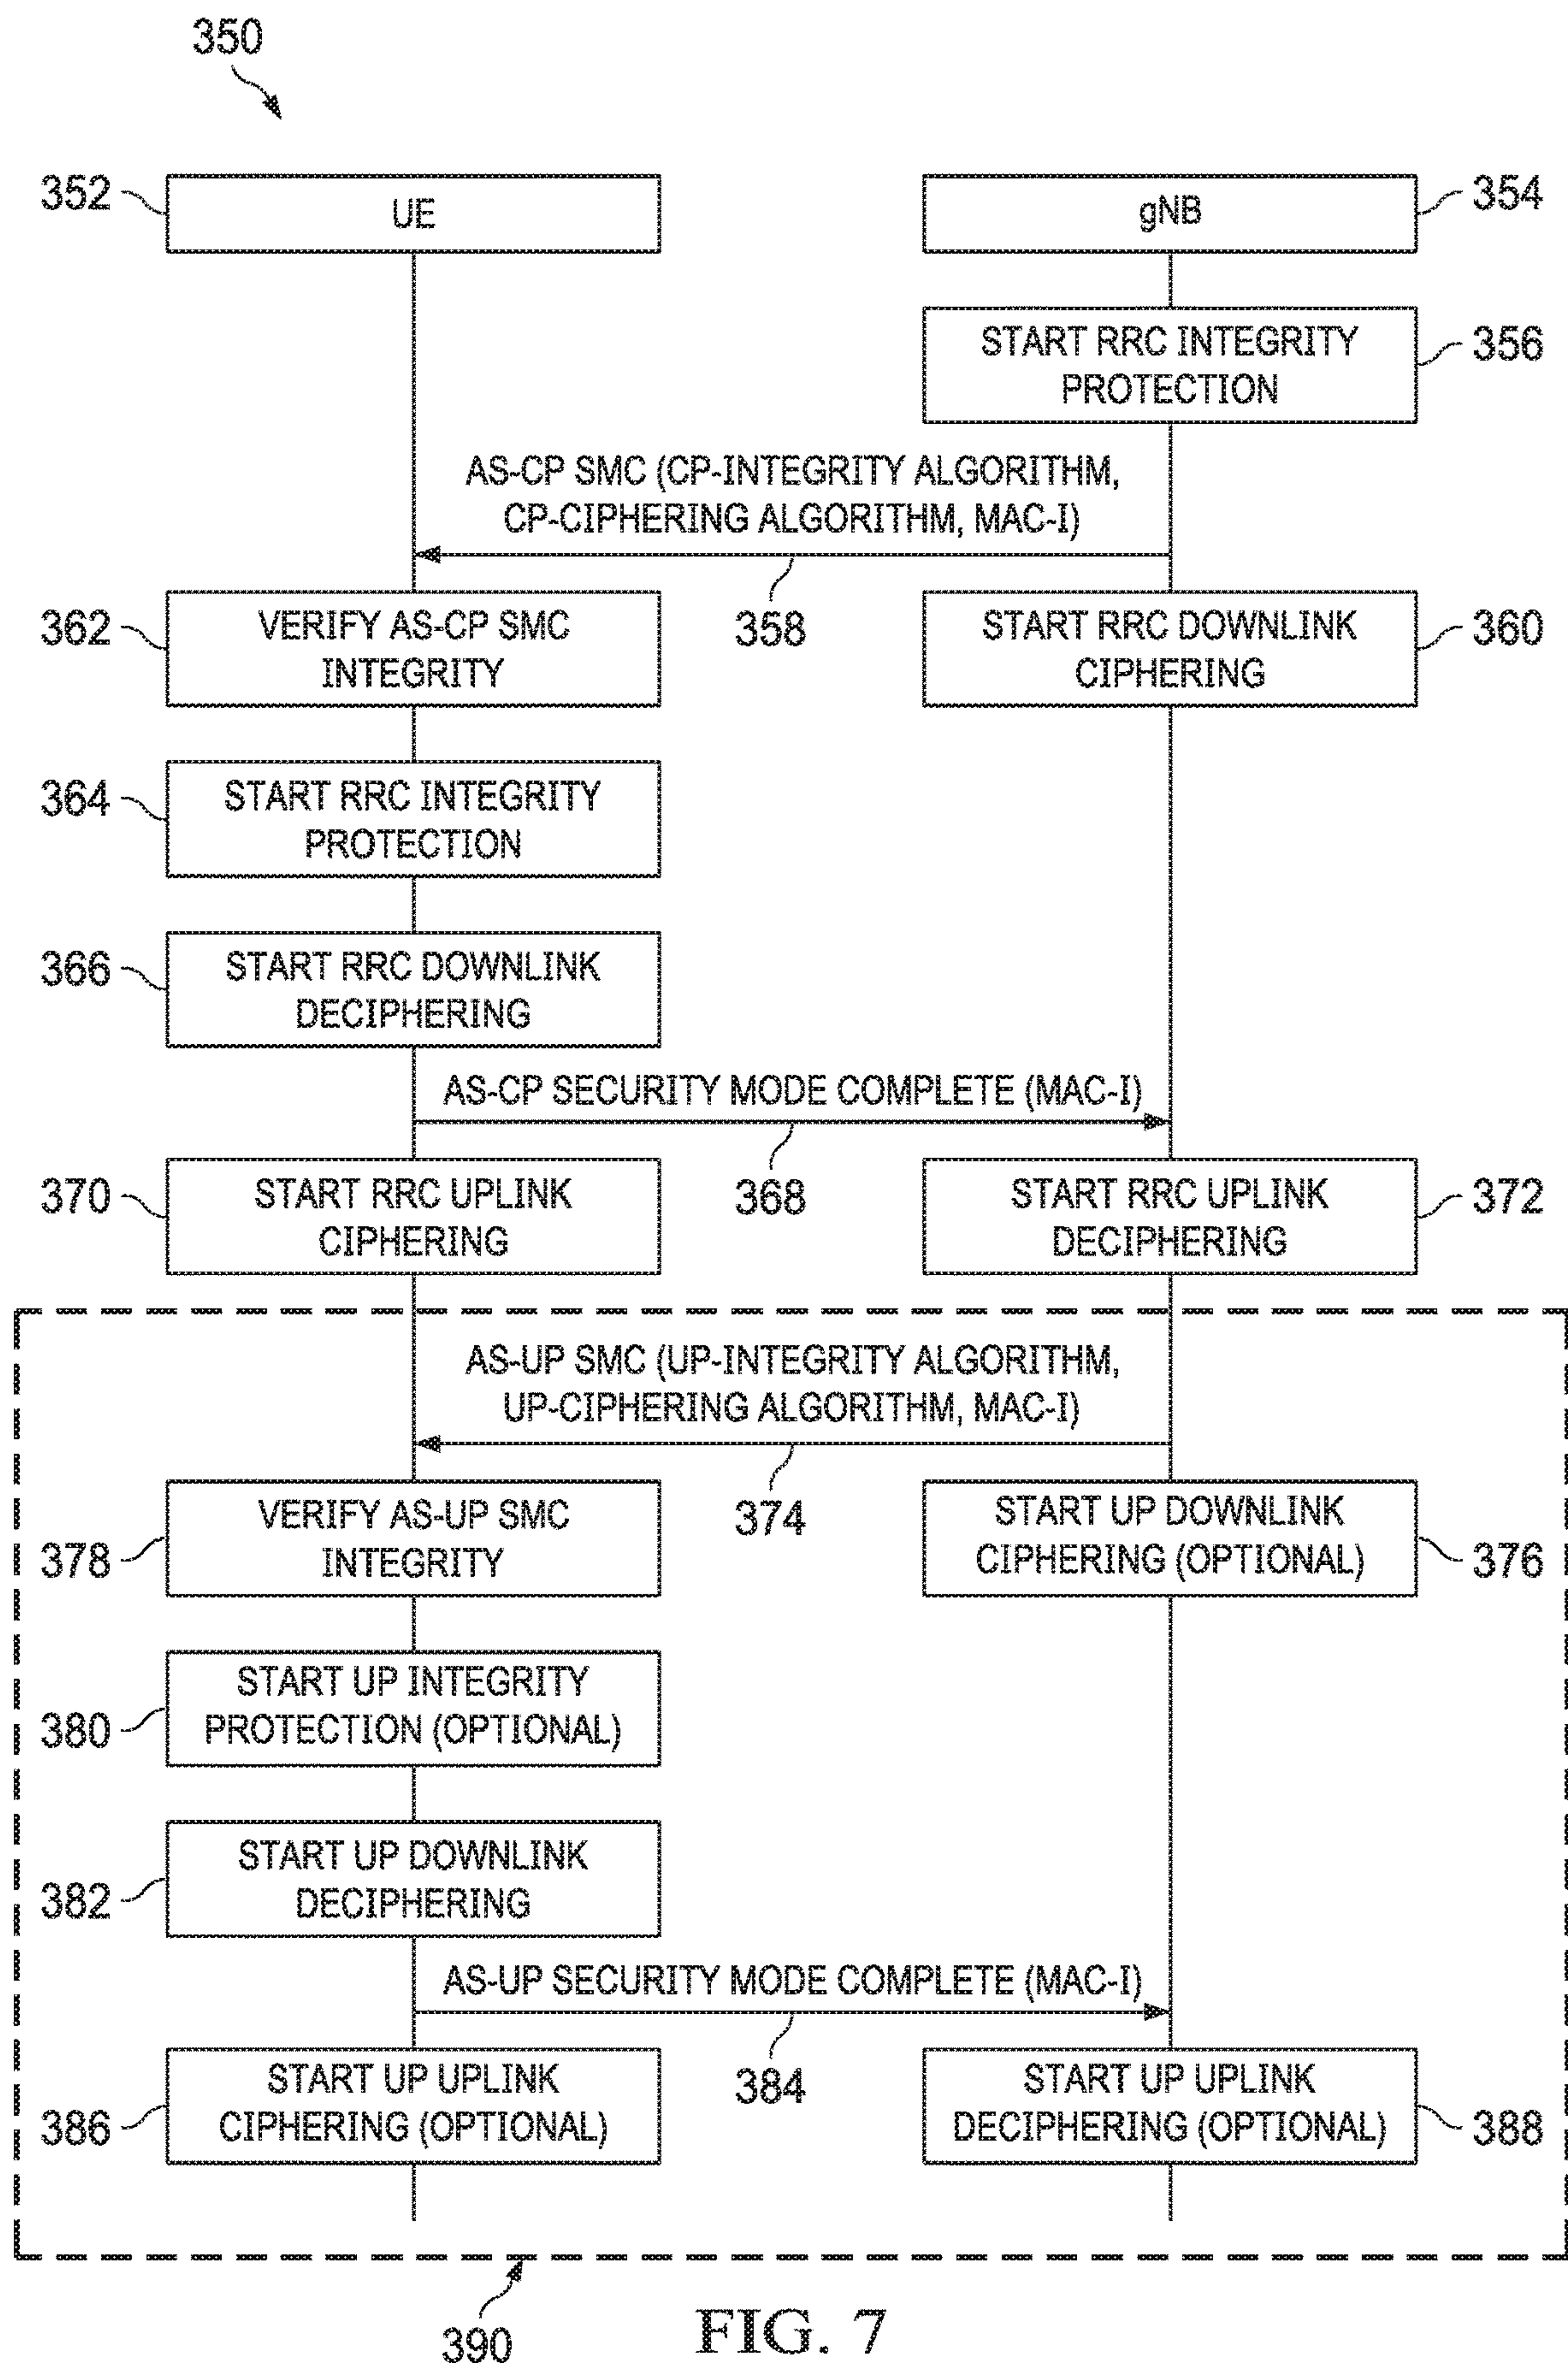 350
352
UE
gNB
354
START RRC INTEGRITY
PROTECTION
356
AS-CP SMC (CP-INTEGRITY ALGORITHM,
CP-CIPHERING ALGORITHM, MAC-I)
358
362
VERIFY AS-CP SMC
INTEGRITY
START RRC DOWNLINK
CIPHERING
360
364
START RRC INTEGRITY
PROTECTION
366
START RRC DOWNLINK
DECIPHERING
AS-CP SECURITY MODE COMPLETE (MAC-I)
368
370
START RRC UPLINK
CIPHERING
START RRC UPLINK
DECIPHERING
372
AS-UP SMC (UP-INTEGRITY ALGORITHM,
UP-CIPHERING ALGORITHM, MAC-I)
374
378
VERIFY AS-UP SMC
INTEGRITY
START UP DOWNLINK
CIPHERING (OPTIONAL)
376
380
START UP INTEGRITY
PROTECTION (OPTIONAL)
382
START UP DOWNLINK
DECIPHERING
AS-UP SECURITY MODE COMPLETE (MAC-I)
384
386
START UP UPLINK
CIPHERING (OPTIONAL)
START UP UPLINK
DECIPHERING (OPTIONAL)
388
390
FIG. 7